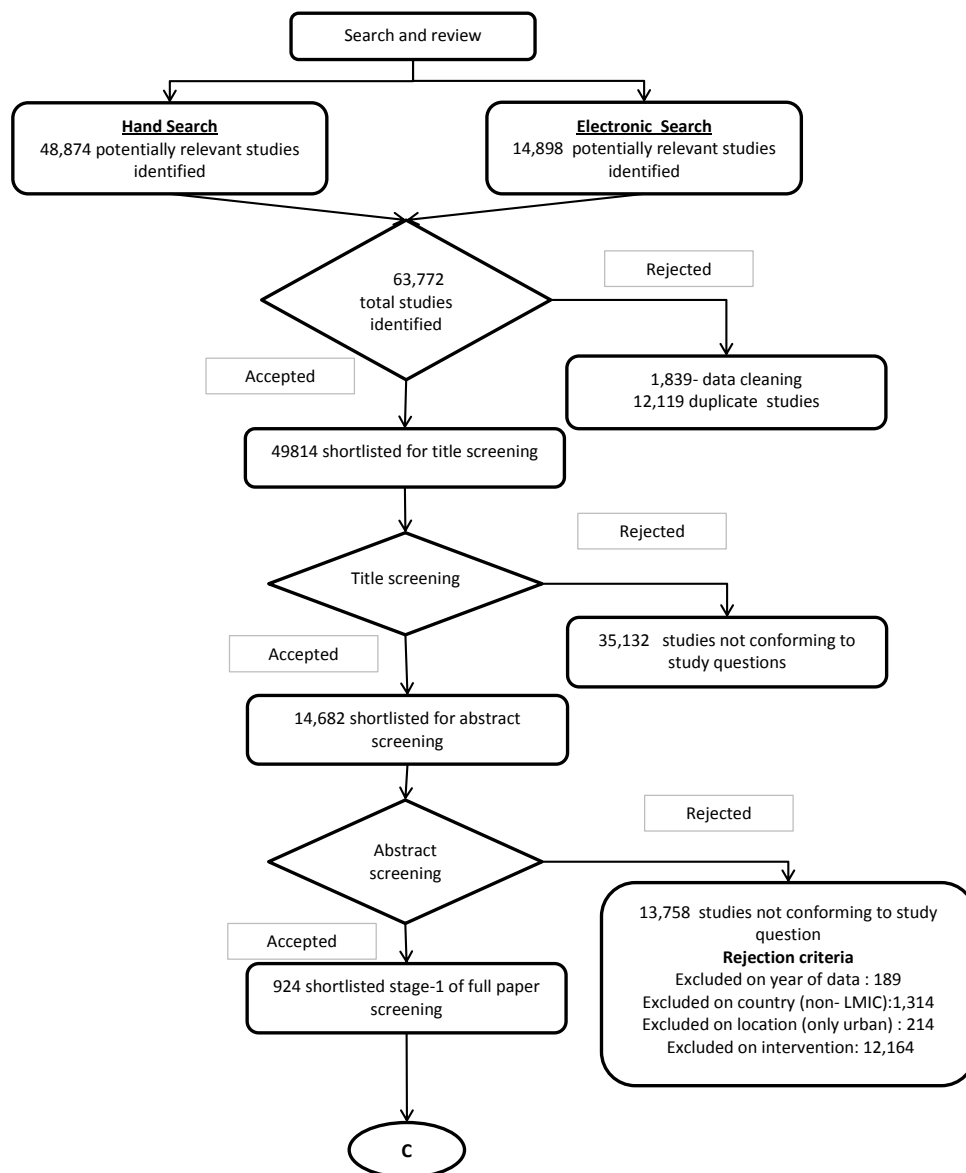 Search and review
Hand Search
48,874 potentially relevant studies
identified
Electronic Search
14,898 potentially relevant studies
identified
63,772
total studies
identified
Rejected
Accepted
1,839- data cleaning
12,119 duplicate studies
49814 shortlisted for title screening
Rejected
Title screening
35,132 studies not conforming to
study questions
Accepted
14,682 shortlisted for abstract
screening
Rejected
Abstract
screening
13,758 studies not conforming to study
question
Rejection criteria
Excluded on year of data : 189
Excluded on country (non- LMIC):1,314
Excluded on location (only urban) : 214
Excluded on intervention: 12,164
Accepted
924 shortlisted stage-1 of full paper
screening
C